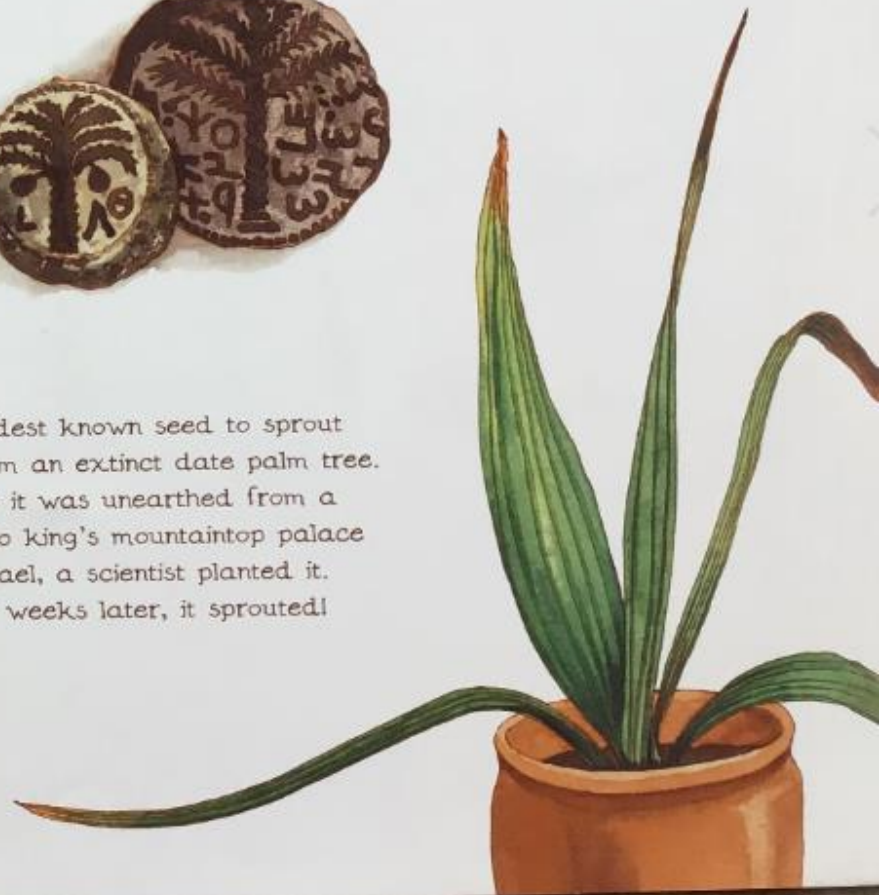 dest known seed to sprout
m an extinct date palm tree.
it was unearthed from a
o king's mountaintop palace
ael, a scientist planted it.
weeks later, it sprouted!